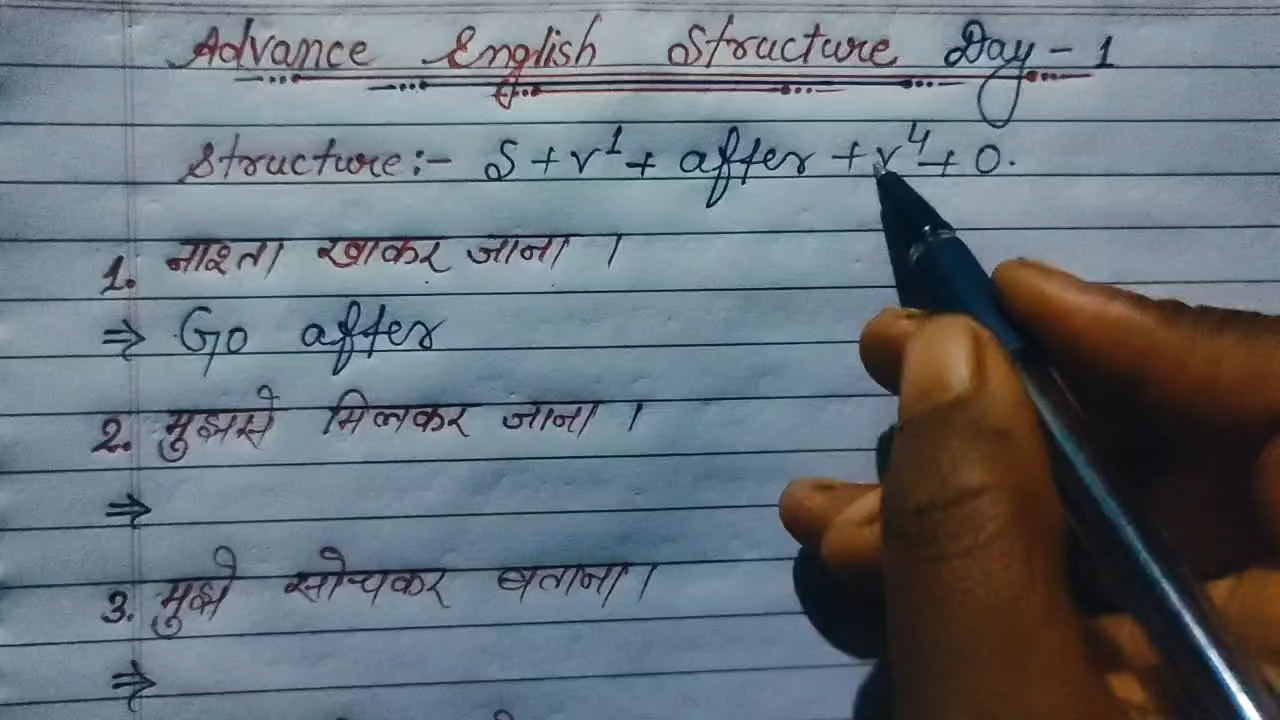 Advance English Structure Day - 1
Structure:- S + v¹ + after + v⁴ + O.
1. नाश्ता खाकर जाना ।
⇒ Go after
2. मुझसे मिलकर जाना ।
⇒
3. मुझे सोचकर बताना ।
⇒